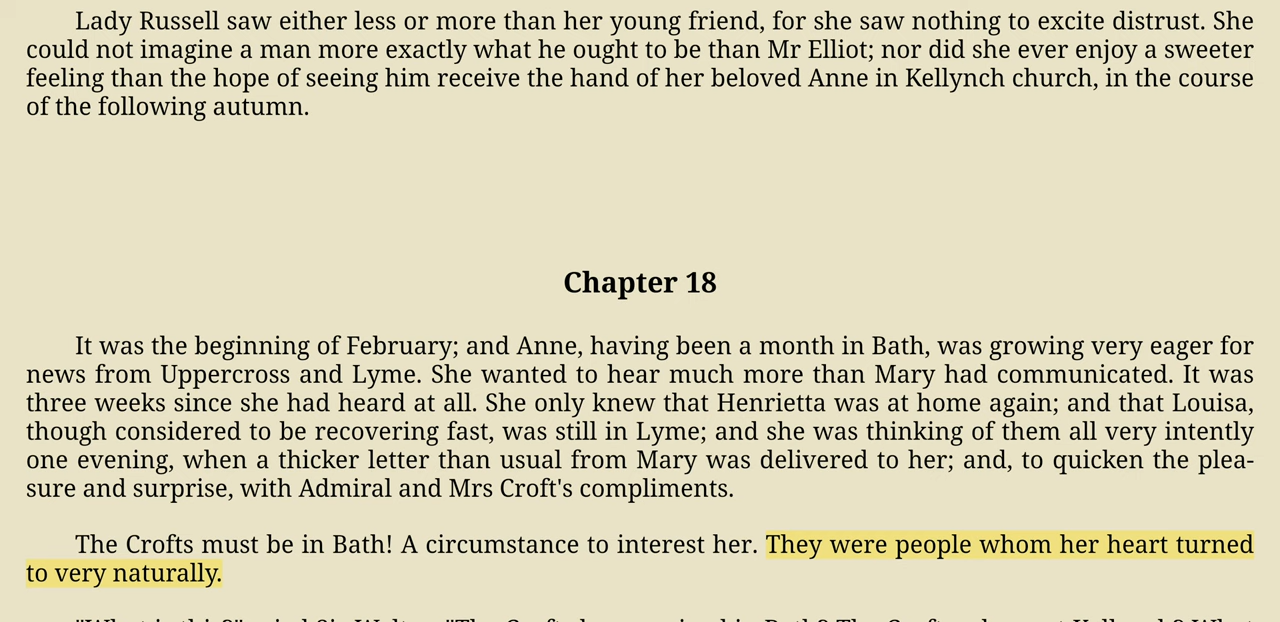 Lady Russell saw either less or more than her young friend, for she saw nothing to excite distrust. She
could not imagine a man more exactly what he ought to be than Mr Elliot; nor did she ever enjoy a sweeter
feeling than the hope of seeing him receive the hand of her beloved Anne in Kellynch church, in the course
of the following autumn.
Chapter 18
It was the beginning of February; and Anne, having been a month in Bath, was growing very eager for
news from Uppercross and Lyme. She wanted to hear much more than Mary had communicated. It was
three weeks since she had heard at all. She only knew that Henrietta was at home again; and that Louisa,
though considered to be recovering fast, was still in Lyme; and she was thinking of them all very intently
one evening, when a thicker letter than usual from Mary was delivered to her; and, to quicken the plea-
sure and surprise, with Admiral and Mrs Croft's compliments.
The Crofts must be in Bath! A circumstance to interest her. They were people whom her heart turned
to very naturally.